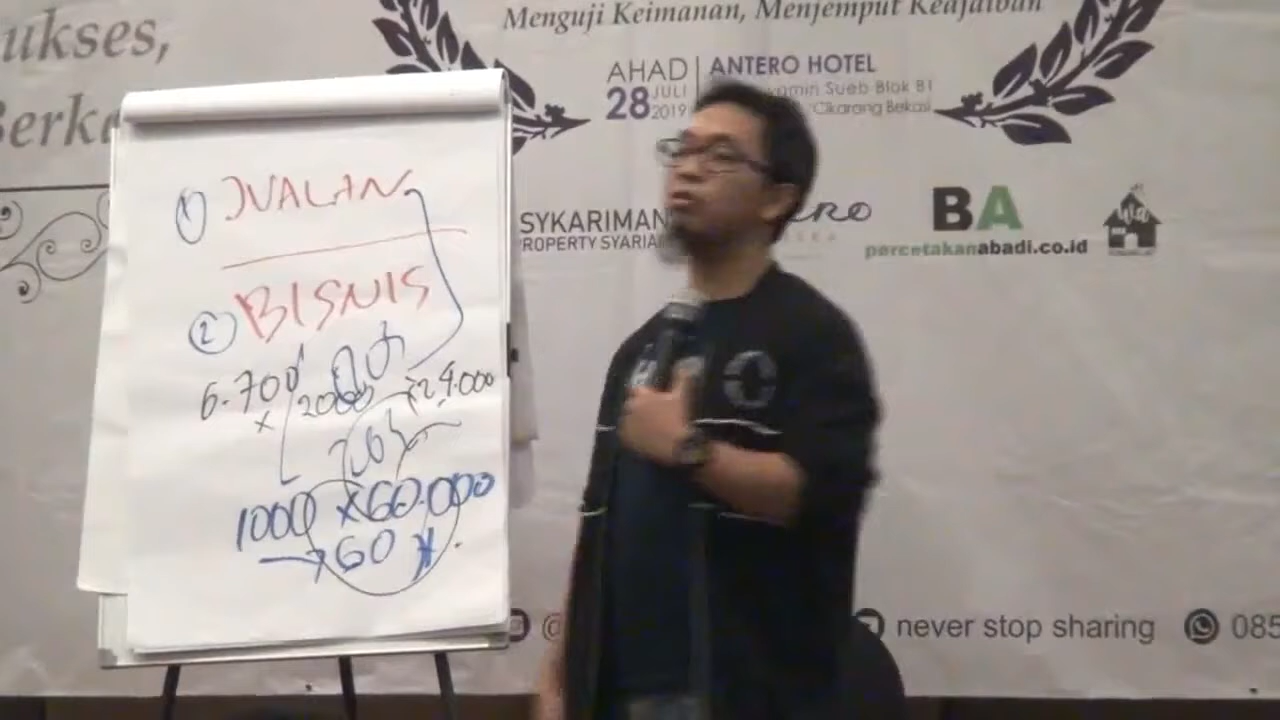 ukses,
Berka
Menguji Keimanan, Menjemput Keajaiban
AHAD
28 JULI 2019
ANTERO HOTEL
yamin Sueb Blok B1
Cikarang Bekasi
SYKARIMAN
PROPERTY SYARIA
BA
percetakanabadi.co.id
never stop sharing
085
1 JUALAN
2 BISNIS
6.700
x 2000
x 24.000
1000 x 60.000
60